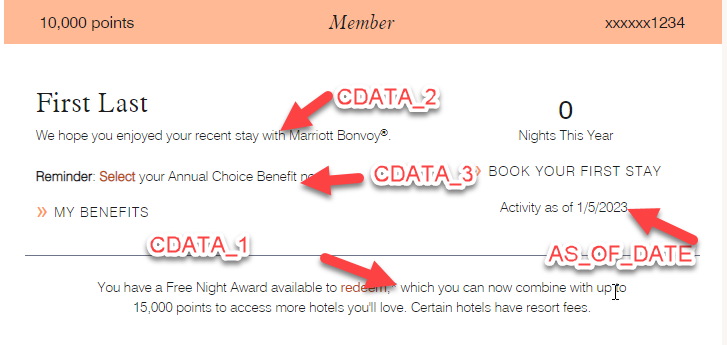 10,000 points Member xxxxxx1234
CDATA_2
First Last
0
We hope you enjoyed your recent stay with Marriott Bonvoy®.
Nights This Year
Reminder: Select your Annual Choice Benefit
CDATA_3
» BOOK YOUR FIRST STAY
» MY BENEFITS
Activity as of 1/5/2023
CDATA_1
AS_OF_DATE
You have a Free Night Award available to redeem, which you can now combine with up to
15,000 points to access more hotels you'll love. Certain hotels have resort fees.